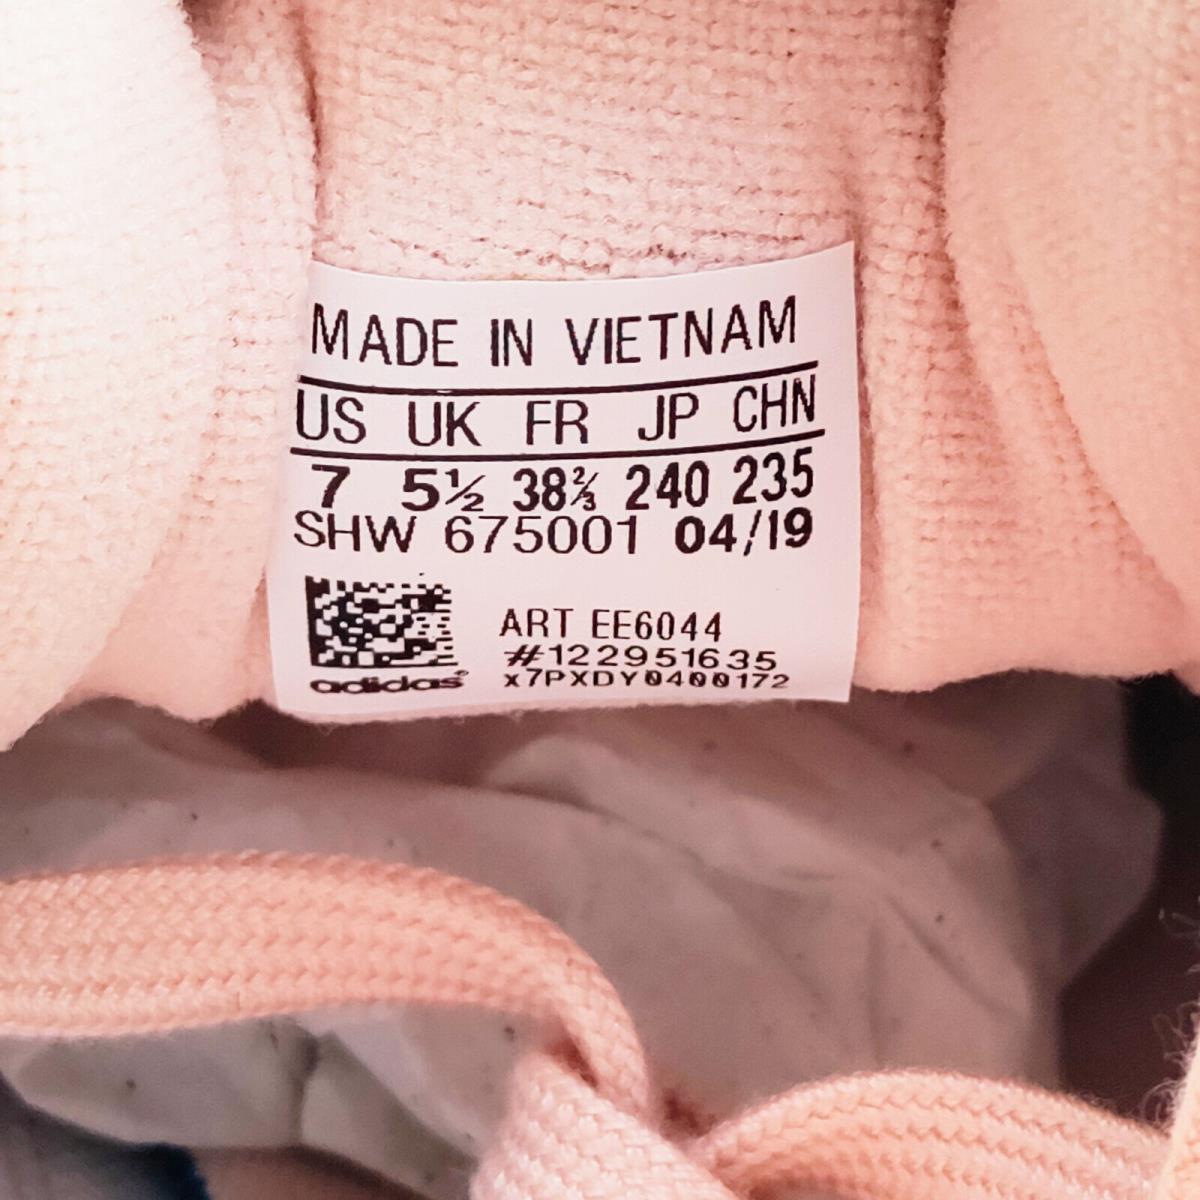 MADE IN VIETNAM
US UK FR JP CHN
7 5½ 38⅔ 240 235
SHW 675001 04/19
ART EE6044
#122951635
x7PXDY0400172
adidas®